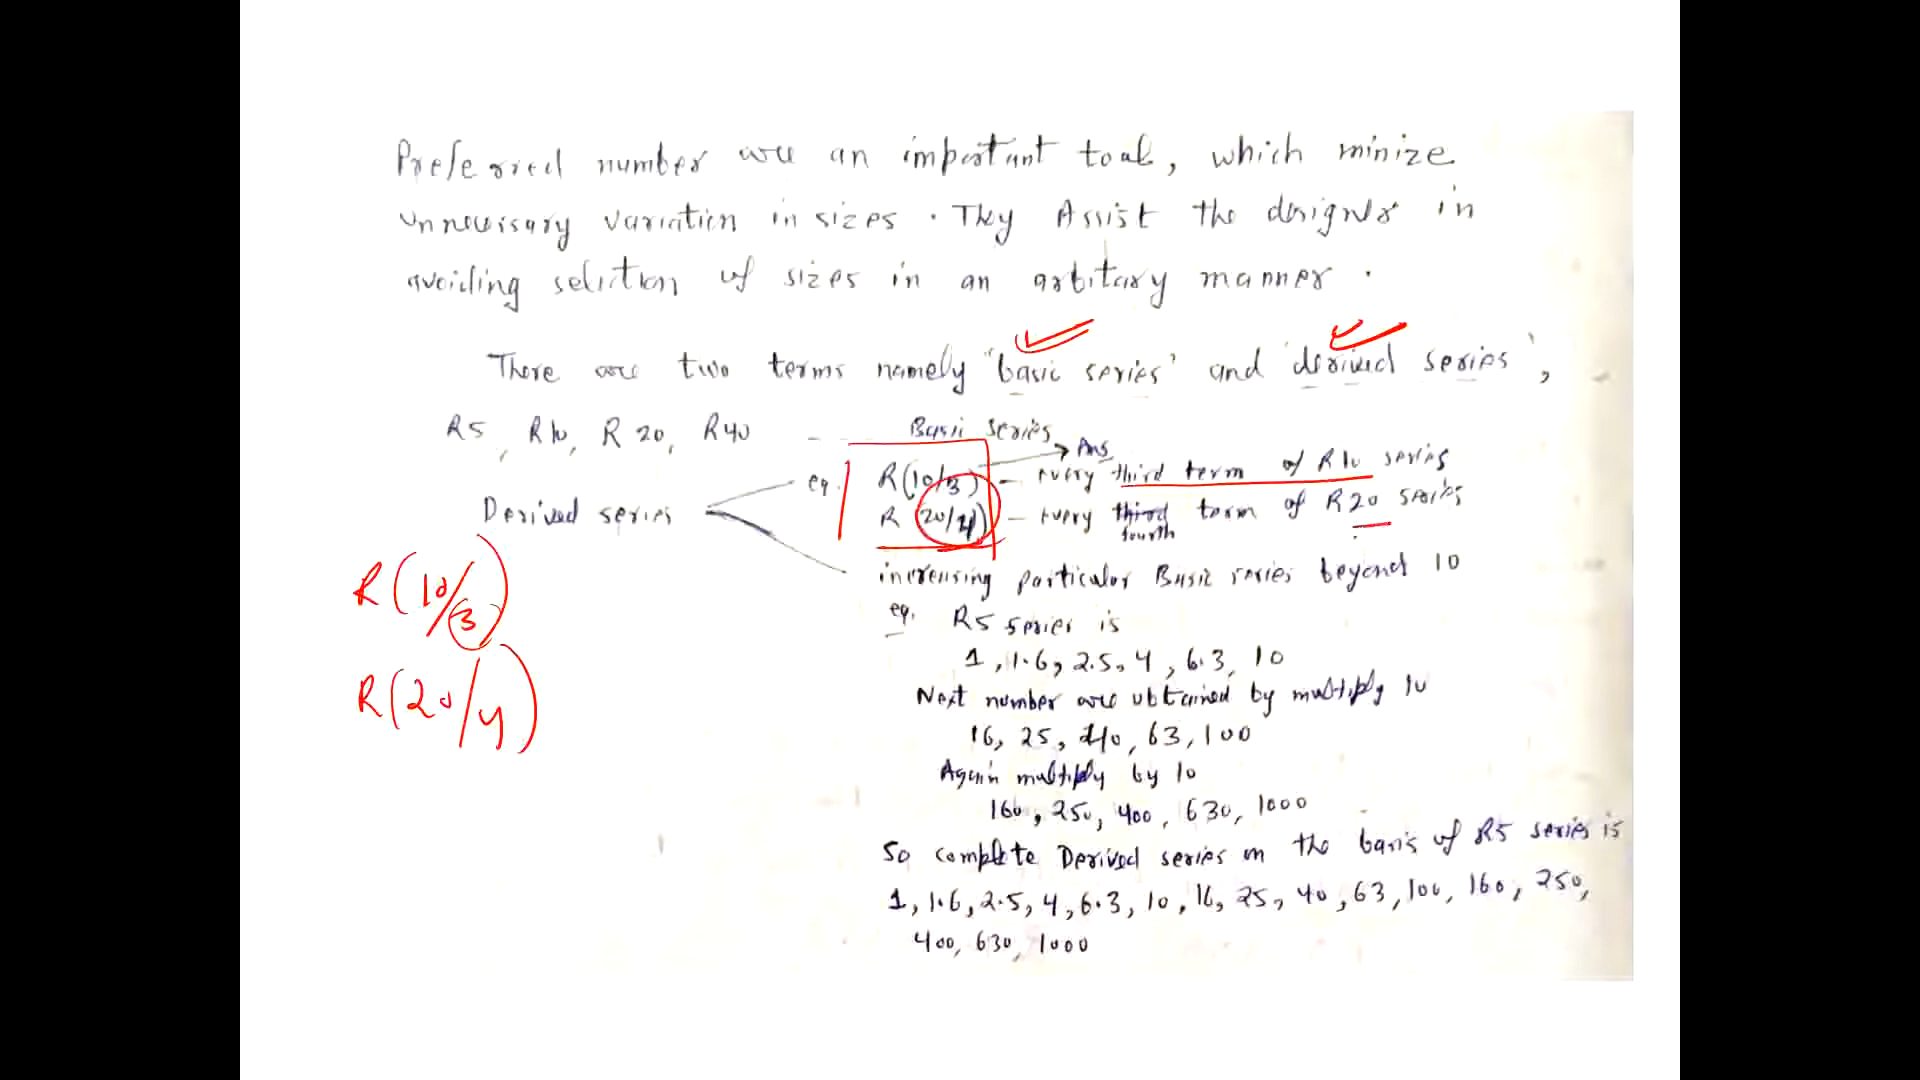 Preferred number are an important tool, which minize
unnecessary variation in sizes. They Assist the designer in
avoiding selection of sizes in an arbitary manner.
There are two terms namely "basic series" and 'derived series',
R5, R10, R20, R40 - Basic series
Derived series
eg. R(10/3) - every third term of R10 series
Ans
R(20/4) - every third term of R20 series
fourth
increasing particular Basic series beyond 10
eg. R5 series is
1, 1.6, 2.5, 4, 6.3, 10
Next number are obtained by multiply 10
16, 25, 40, 63, 100
Again multiply by 10
160, 250, 400, 630, 1000
So complete Derived series on the basis of R5 series is
1, 1.6, 2.5, 4, 6.3, 10, 16, 25, 40, 63, 100, 160, 250,
400, 630, 1000
R(10/3)
R(20/4)